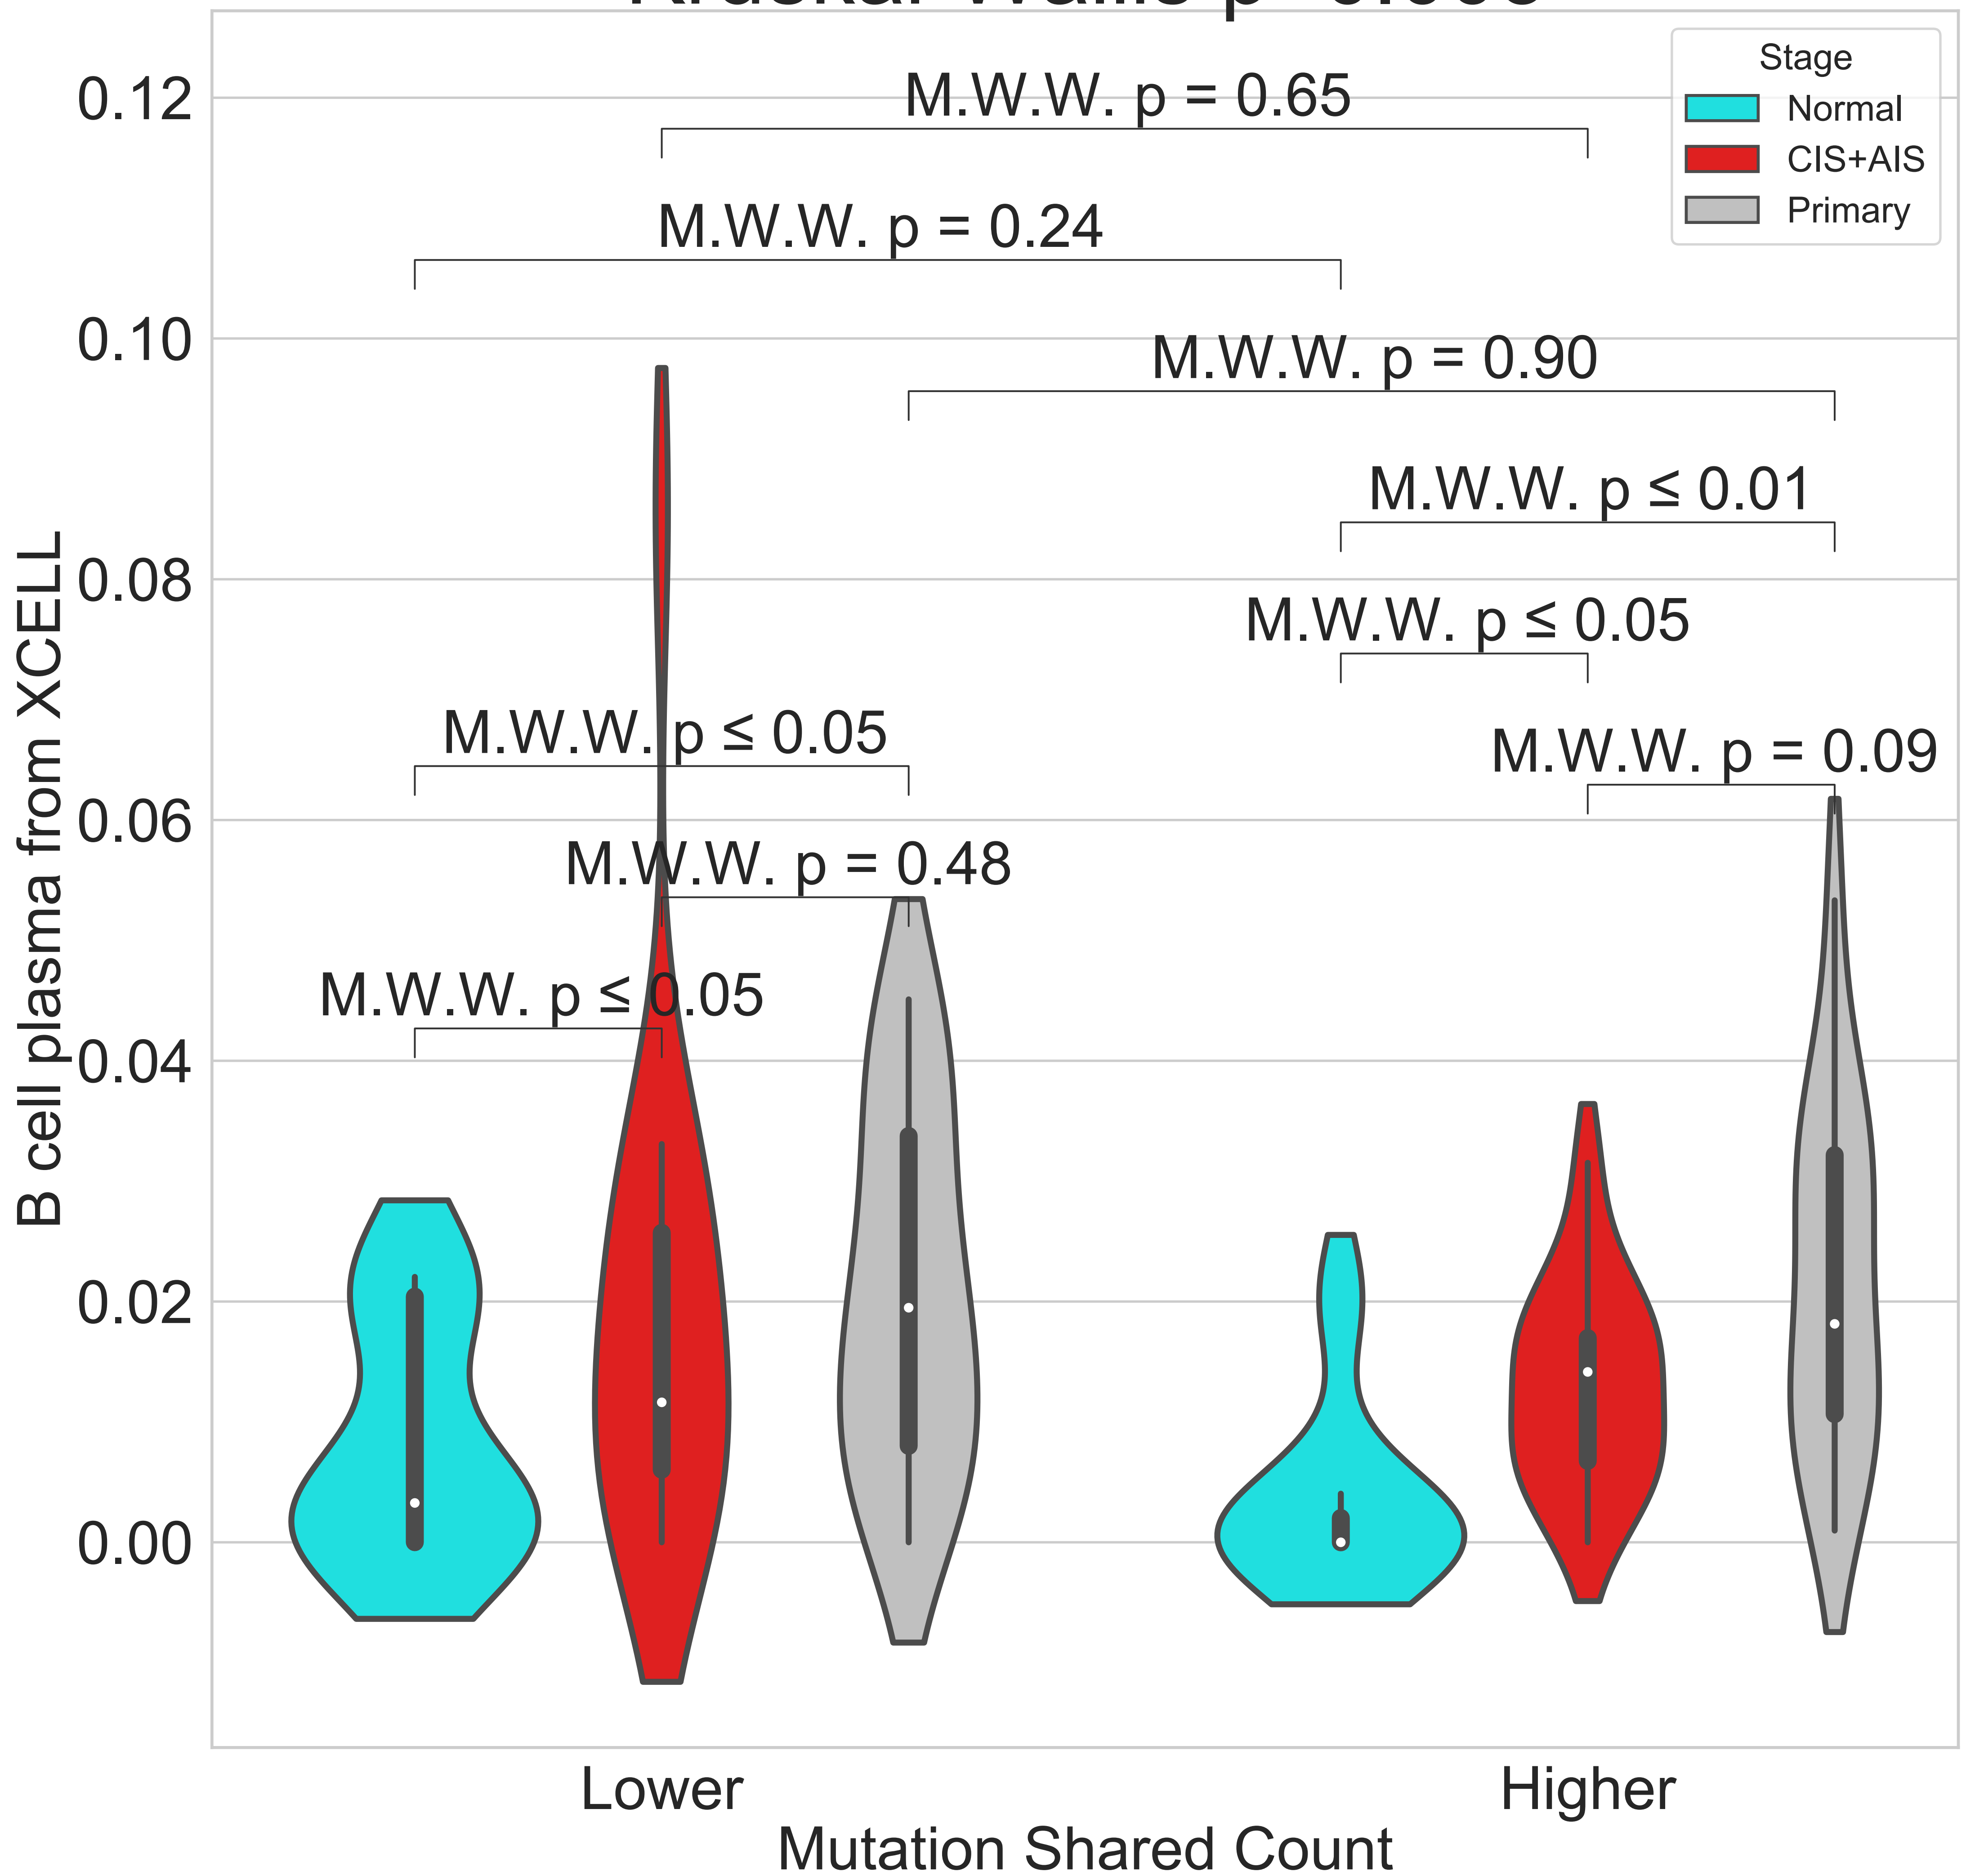 Stage
Normal
CIS+AIS
Primary
M.W.W. p = 0.65
M.W.W. p = 0.24
M.W.W. p = 0.90
M.W.W. p ≤ 0.01
M.W.W. p ≤ 0.05
M.W.W. p ≤ 0.05
M.W.W. p = 0.09
M.W.W. p = 0.48
M.W.W. p ≤ 0.05
0.12
0.10
0.08
0.06
0.04
0.02
0.00
B cell plasma from XCELL
Lower
Higher
Mutation Shared Count